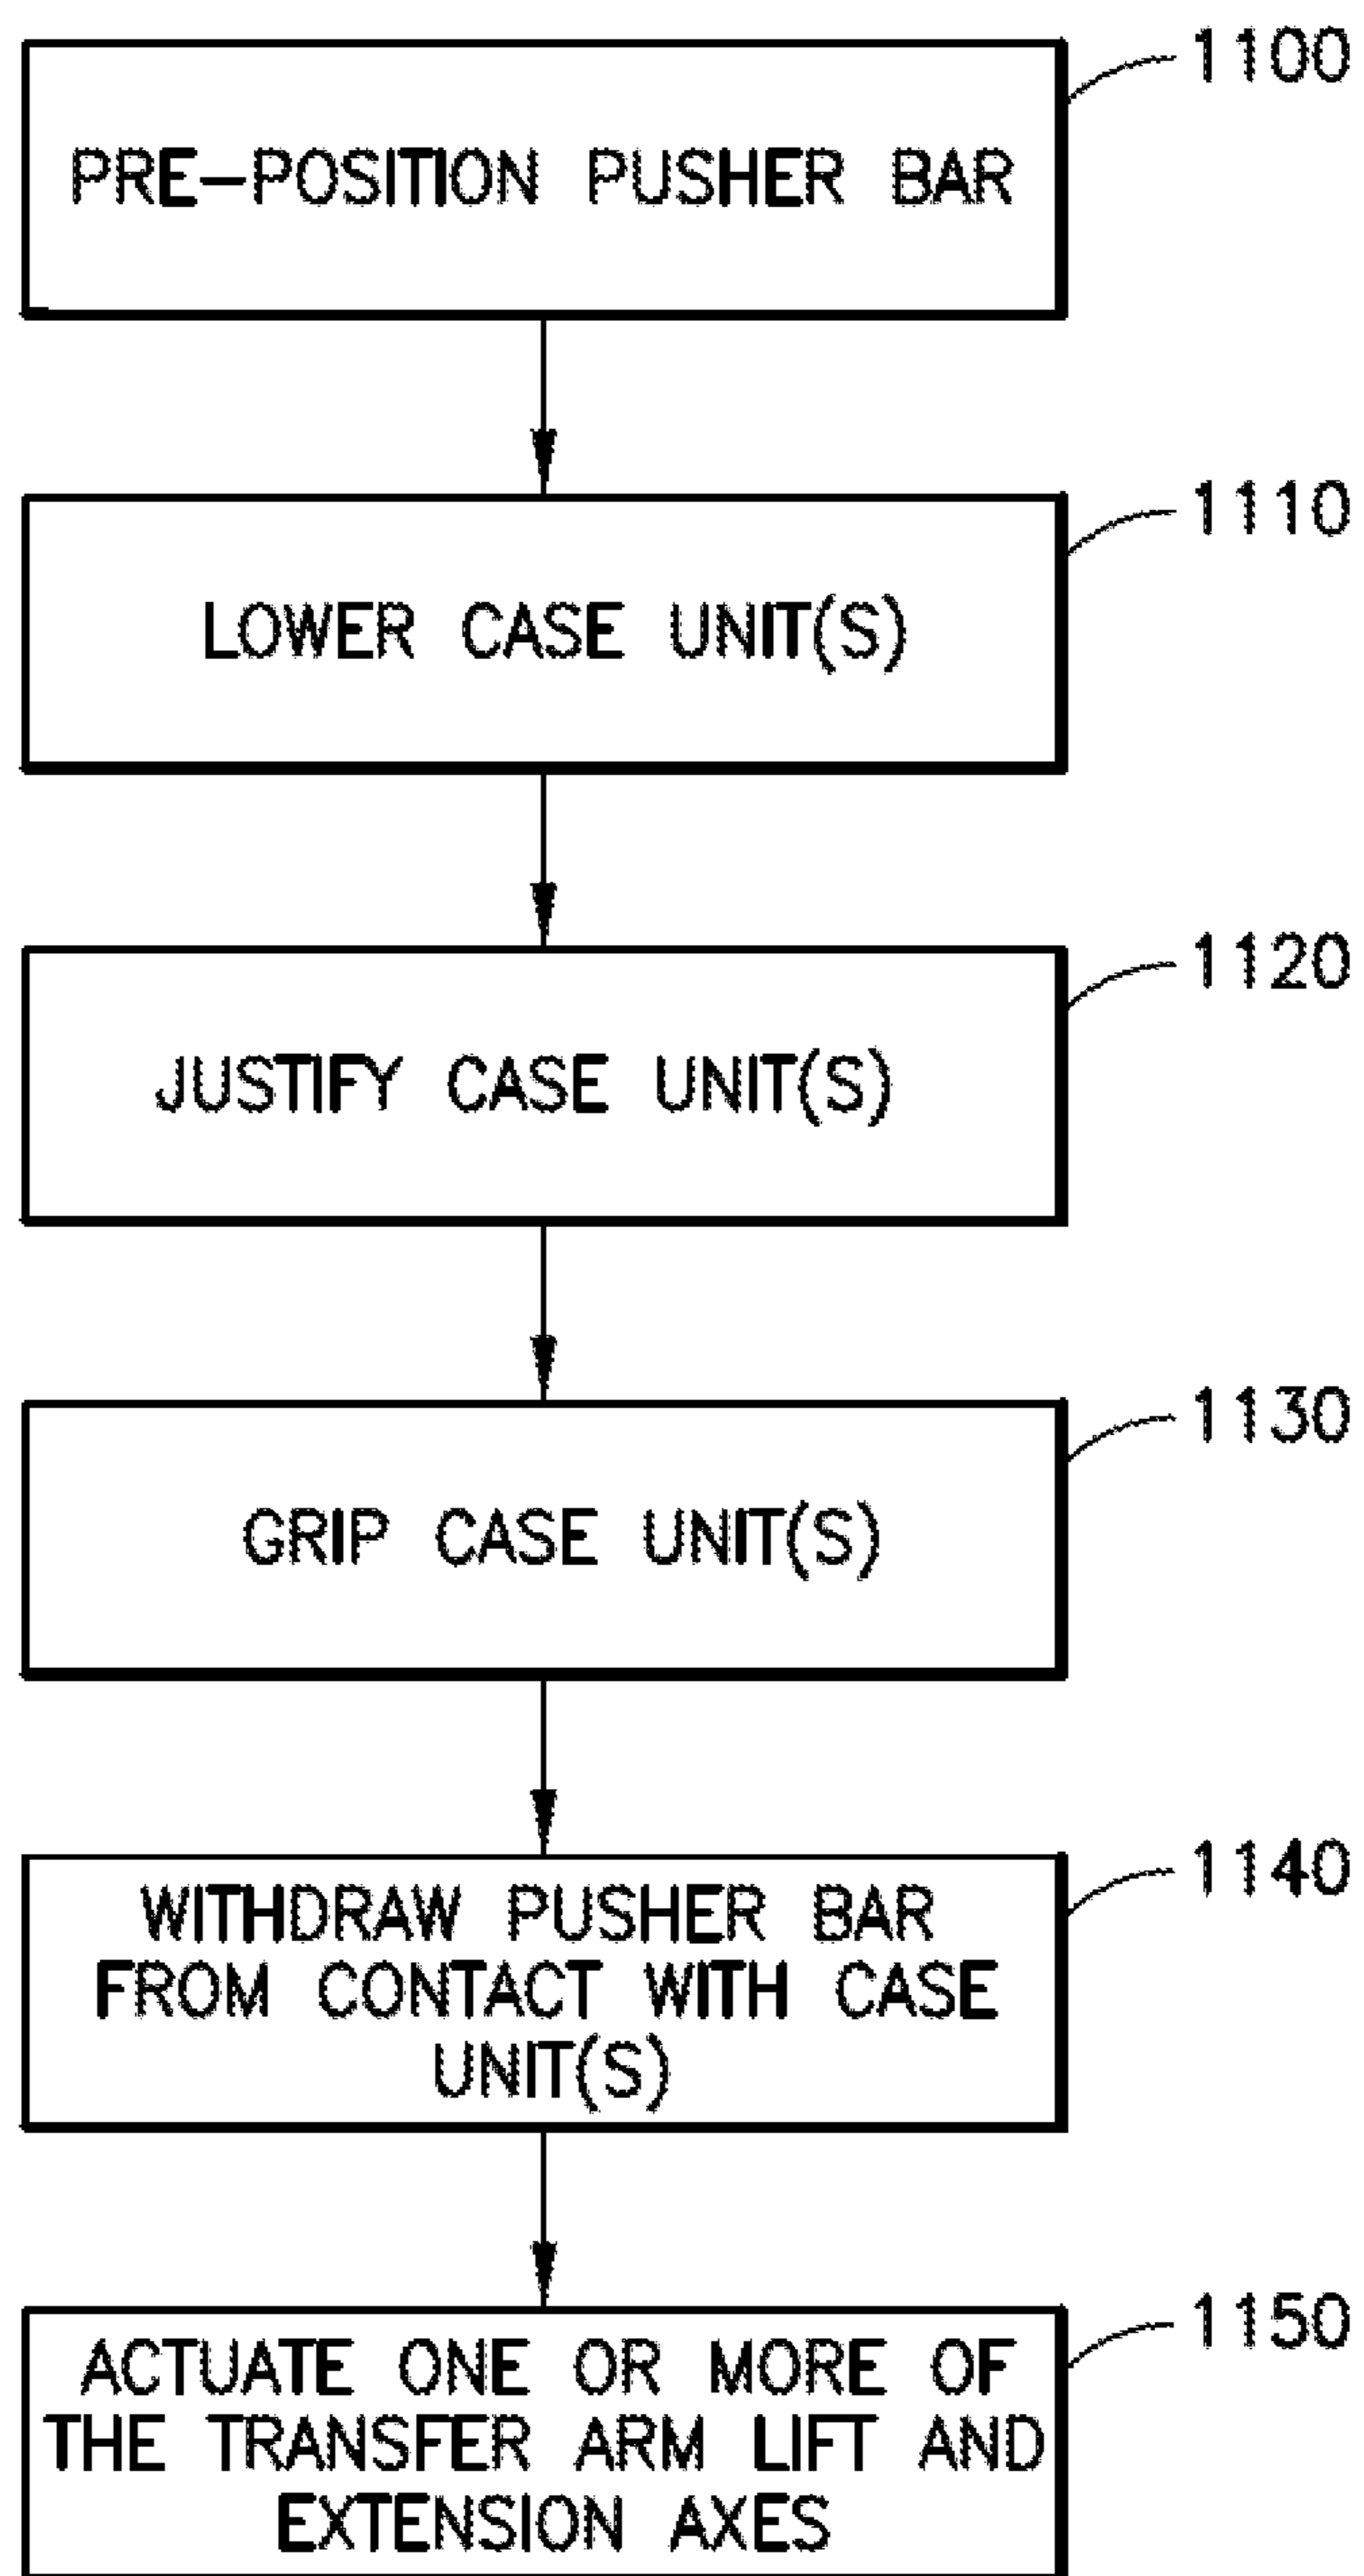 1100
PRE-POSITION PUSHER BAR
1110
LOWER CASE UNIT(S)
1120
JUSTIFY CASE UNIT(S)
1130
GRIP CASE UNIT(S)
1140
WITHDRAW PUSHER BAR
FROM CONTACT WITH CASE
UNIT(S)
1150
ACTUATE ONE OR MORE OF
THE TRANSFER ARM LIFT AND
EXTENSION AXES